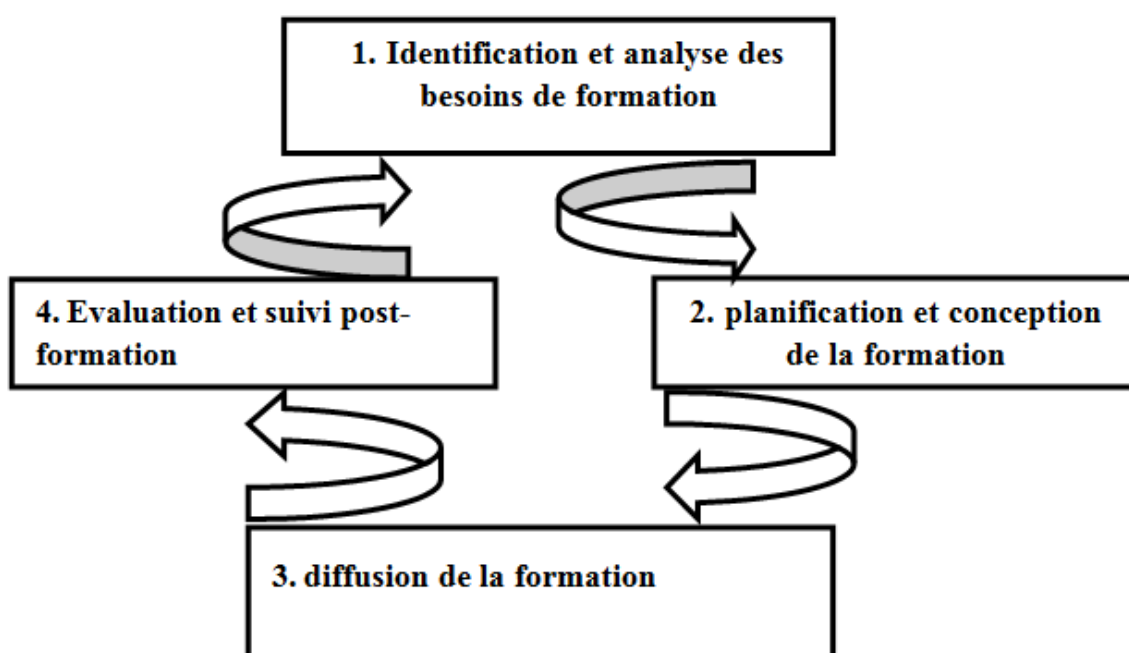 1. Identification et analyse des
besoins de formation
4. Evaluation et suivi post-
formation
2. planification et conception
de la formation
3. diffusion de la formation